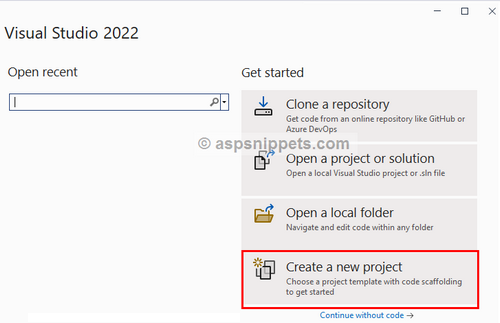 Visual Studio 2022
Open recent
Get started
Clone a repository
Get code from an online repository like GitHub or
Azure DevOps
© aspsnippets.com
Open a project or solution
Open a local Visual Studio project or .sln file
Open a local folder
Navigate and edit code within any folder
Create a new project
Choose a project template with code scaffolding
to get started
Continue without code →